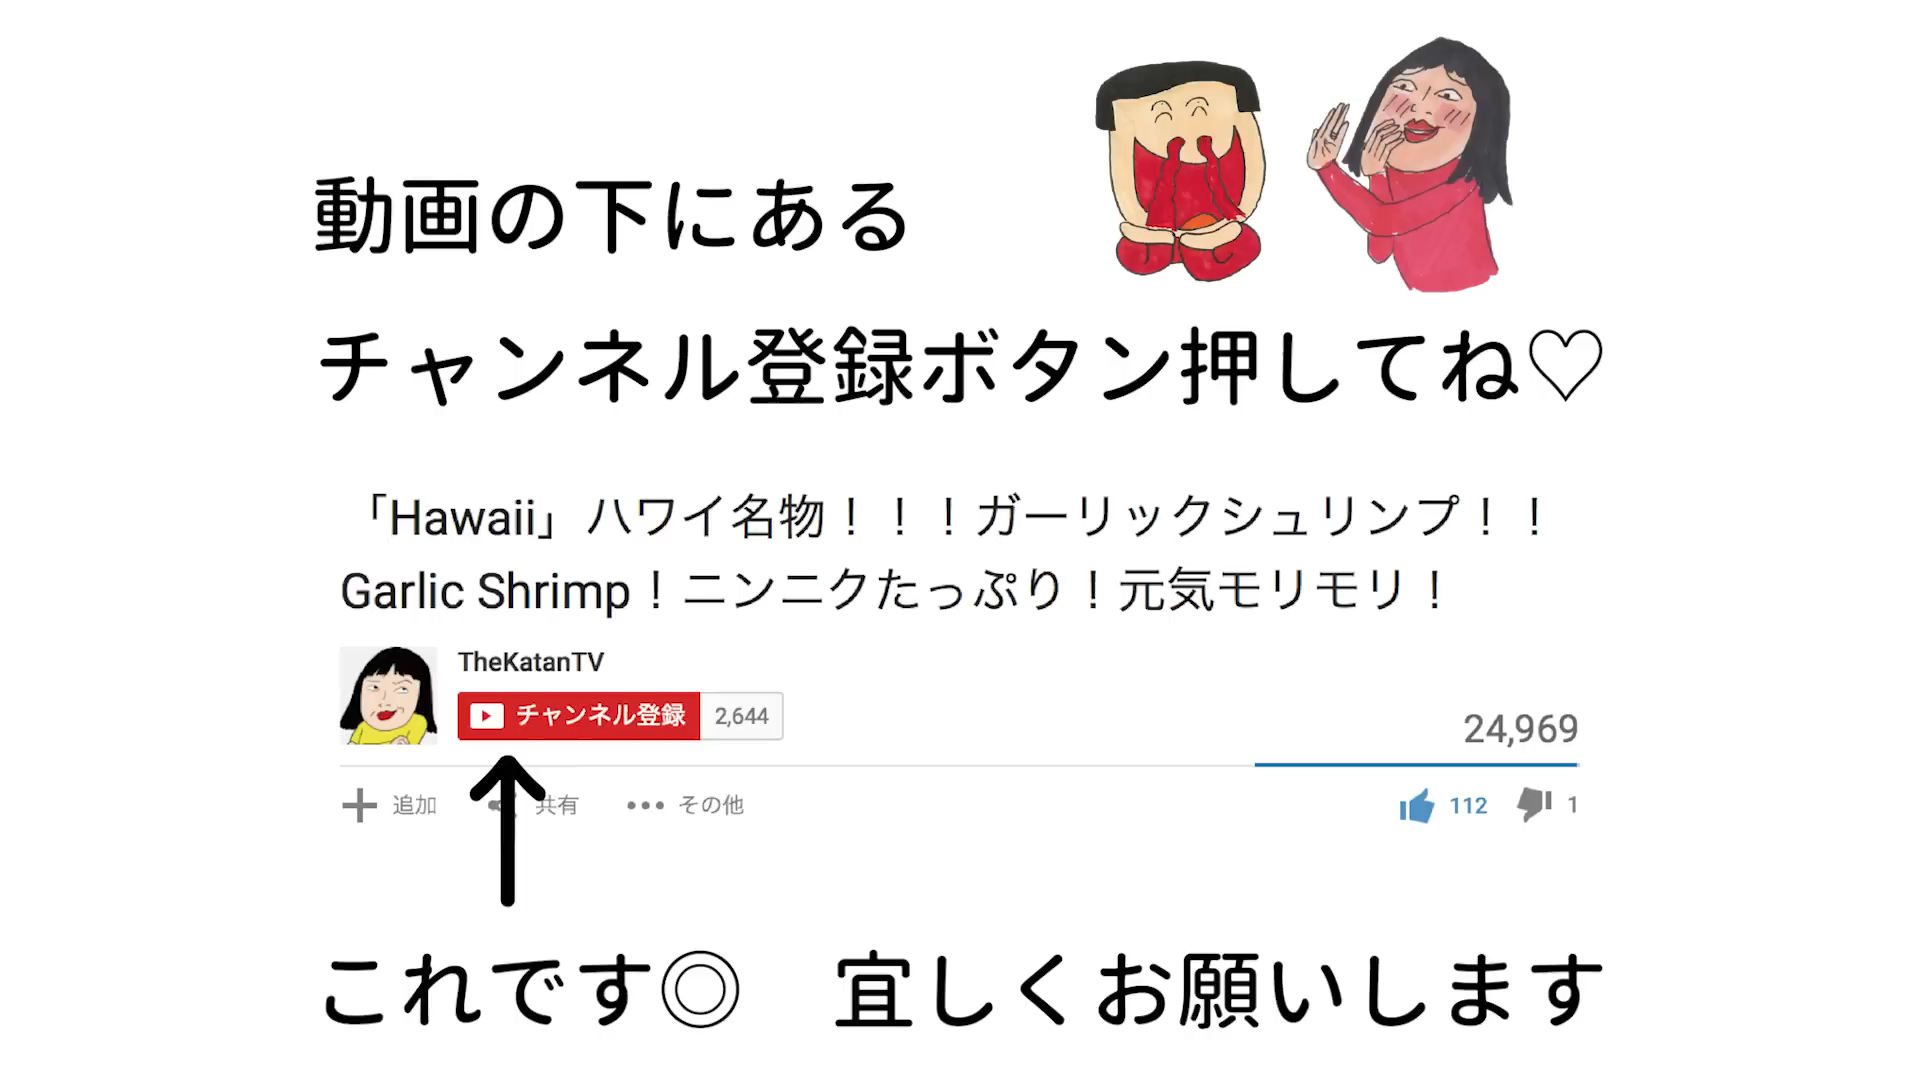 動画の下にある
チャンネル登録ボタン押してね♡
「Hawaii」ハワイ名物！！！ガーリックシュリンプ！！
Garlic Shrimp！ニンニクたっぷり！元気モリモリ！
TheKatanTV
チャンネル登録 2,644
24,969
追加 共有 その他 112 1
これです◎ 宜しくお願いします